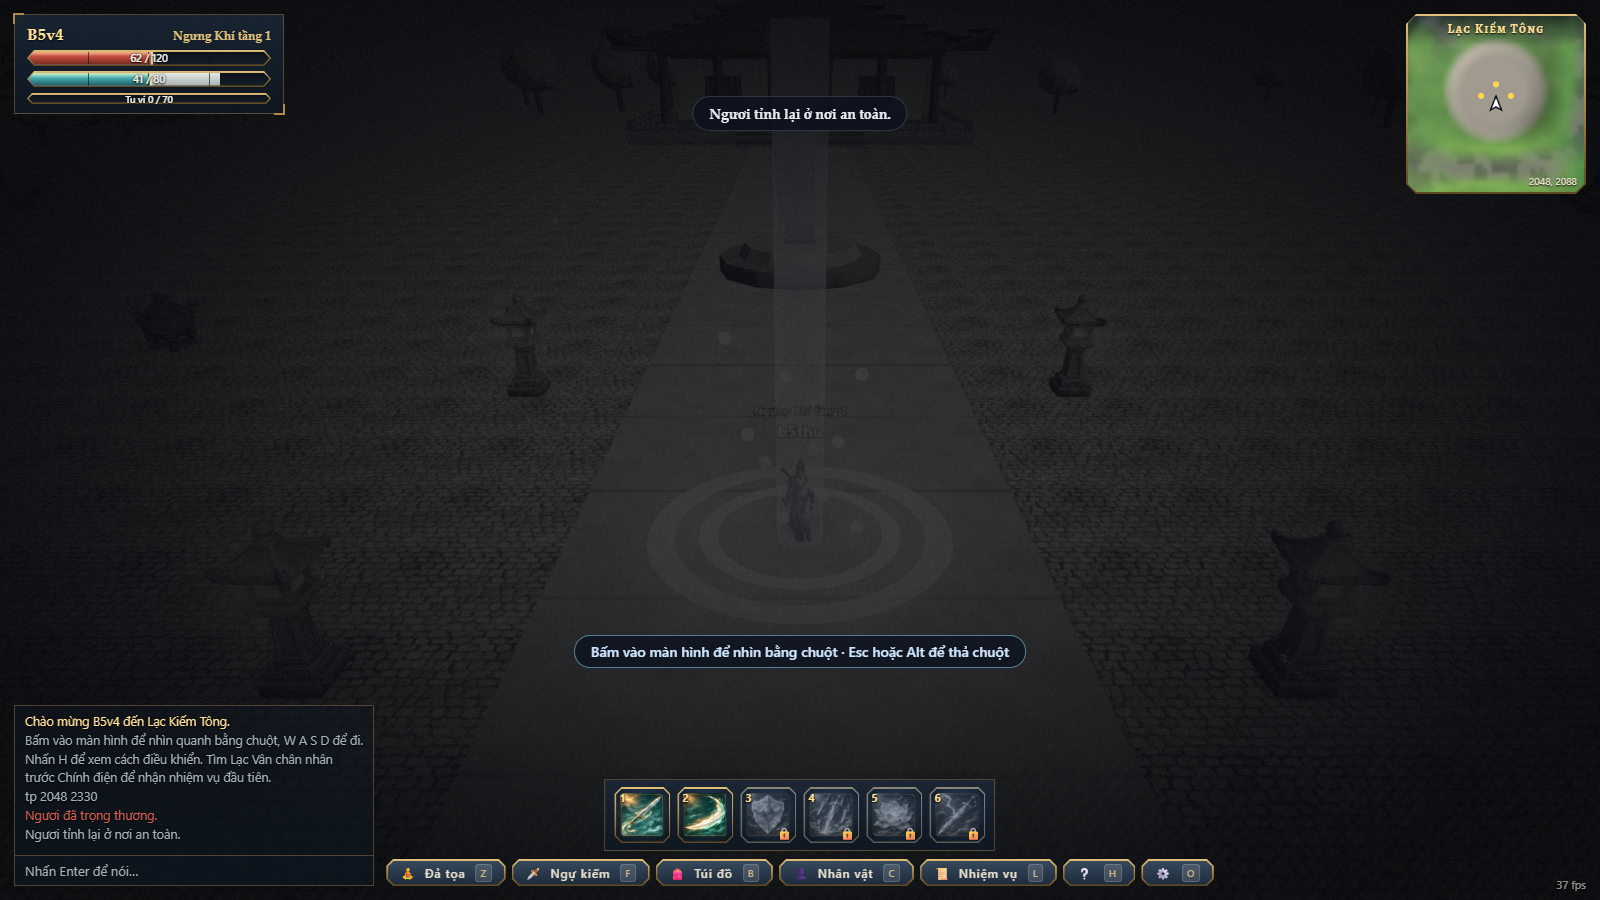 B5v4
Ngưng Khí tầng 1
62 / 120
41 / 80
Tu vi 0 / 70
Lạc Kiếm Tông
2048, 2088
Ngươi tỉnh lại ở nơi an toàn.
Ngưng Khí tầng 1
b5thu
Bấm vào màn hình để nhìn bằng chuột · Esc hoặc Alt để thả chuột
Chào mừng B5v4 đến Lạc Kiếm Tông.
Bấm vào màn hình để nhìn quanh bằng chuột, W A S D để đi.
Nhấn H để xem cách điều khiển. Tìm Lạc Vân chân nhân
trước Chính điện để nhận nhiệm vụ đầu tiên.
tp 2048 2330
Ngươi đã trọng thương.
Ngươi tỉnh lại ở nơi an toàn.
Nhấn Enter để nói...
1 2 3 4 5 6
Đả tọa Z Ngự kiếm F Túi đồ B Nhân vật C Nhiệm vụ L ? H O
37 fps